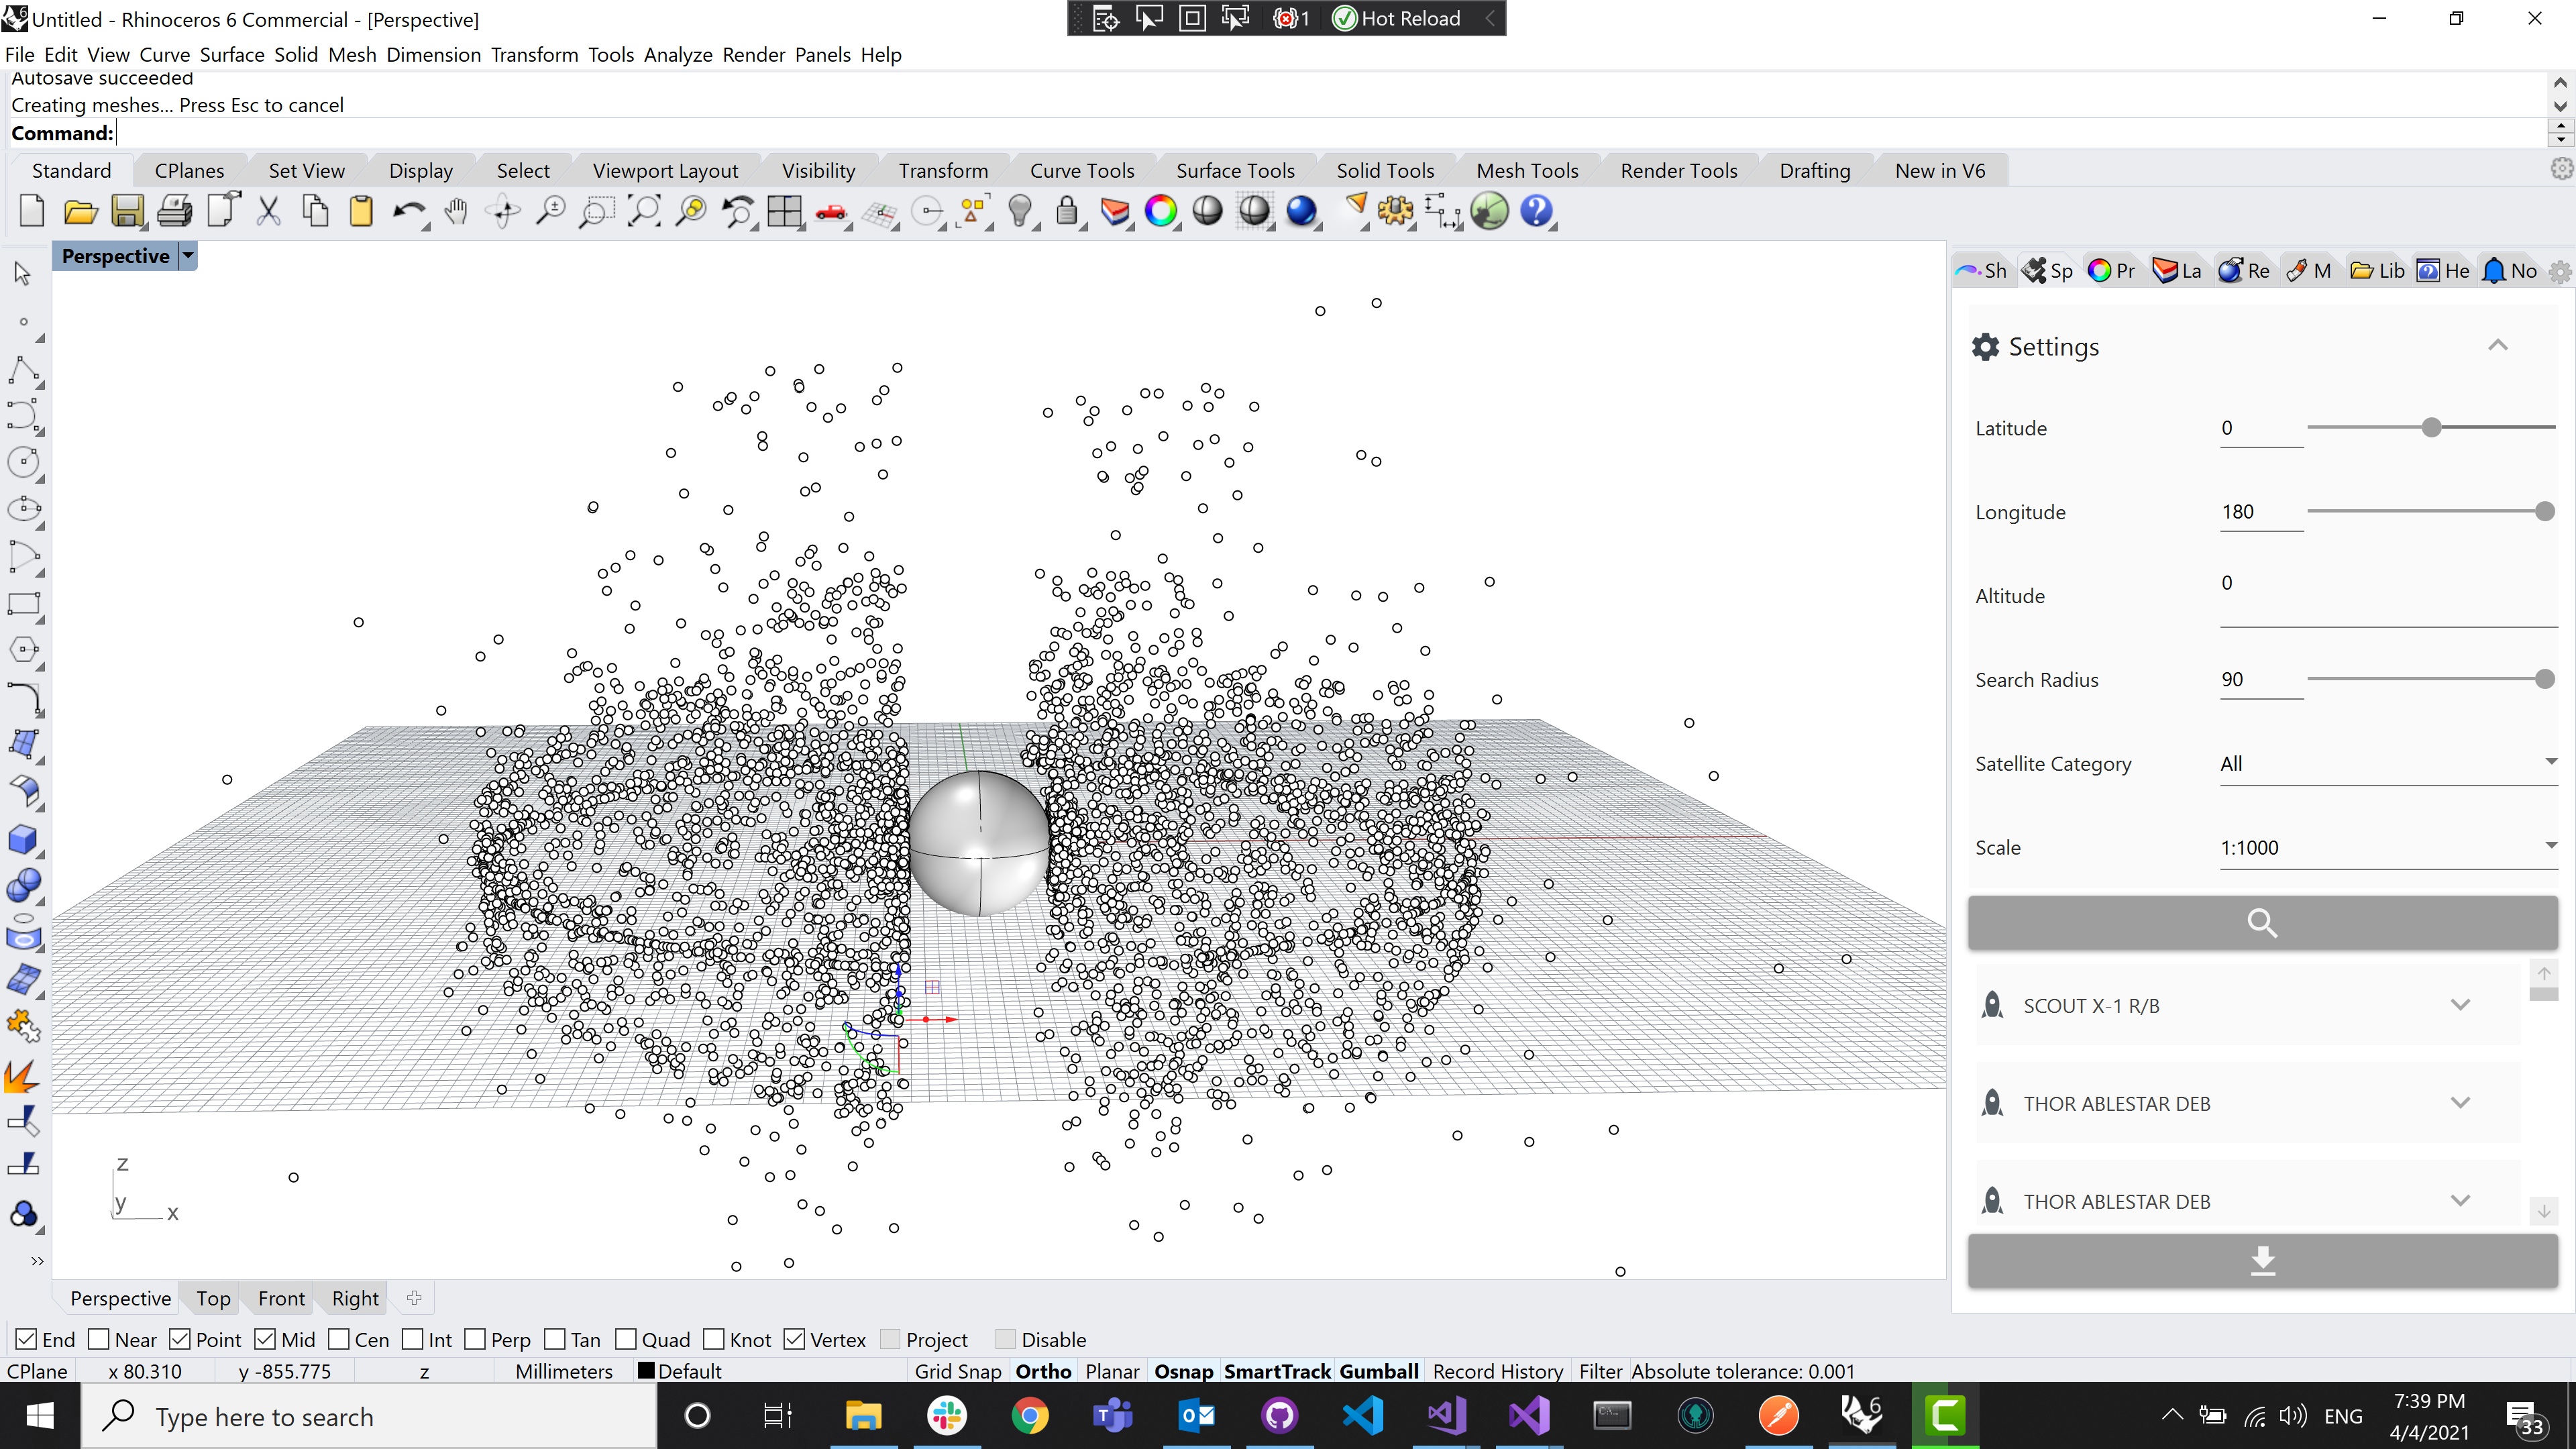 Untitled - Rhinoceros 6 Commercial - [Perspective]
1 Hot Reload
File Edit View Curve Surface Solid Mesh Dimension Transform Tools Analyze Render Panels Help
Autosave succeeded
Creating meshes... Press Esc to cancel
Command:
Standard CPlanes Set View Display Select Viewport Layout Visibility Transform Curve Tools Surface Tools Solid Tools Mesh Tools Render Tools Drafting New in V6
Perspective
Sh Sp Pr La Re M Lib He No
Settings
Latitude 0
Longitude 180
Altitude 0
Search Radius 90
Satellite Category All
Scale 1:1000
SCOUT X-1 R/B
THOR ABLESTAR DEB
THOR ABLESTAR DEB
z
y
x
Perspective Top Front Right
End Near Point Mid Cen Int Perp Tan Quad Knot Vertex Project Disable
CPlane x 80.310 y -855.775 z Millimeters Default Grid Snap Ortho Planar Osnap SmartTrack Gumball Record History Filter Absolute tolerance: 0.001
Type here to search
ENG
7:39 PM
4/4/2021
33